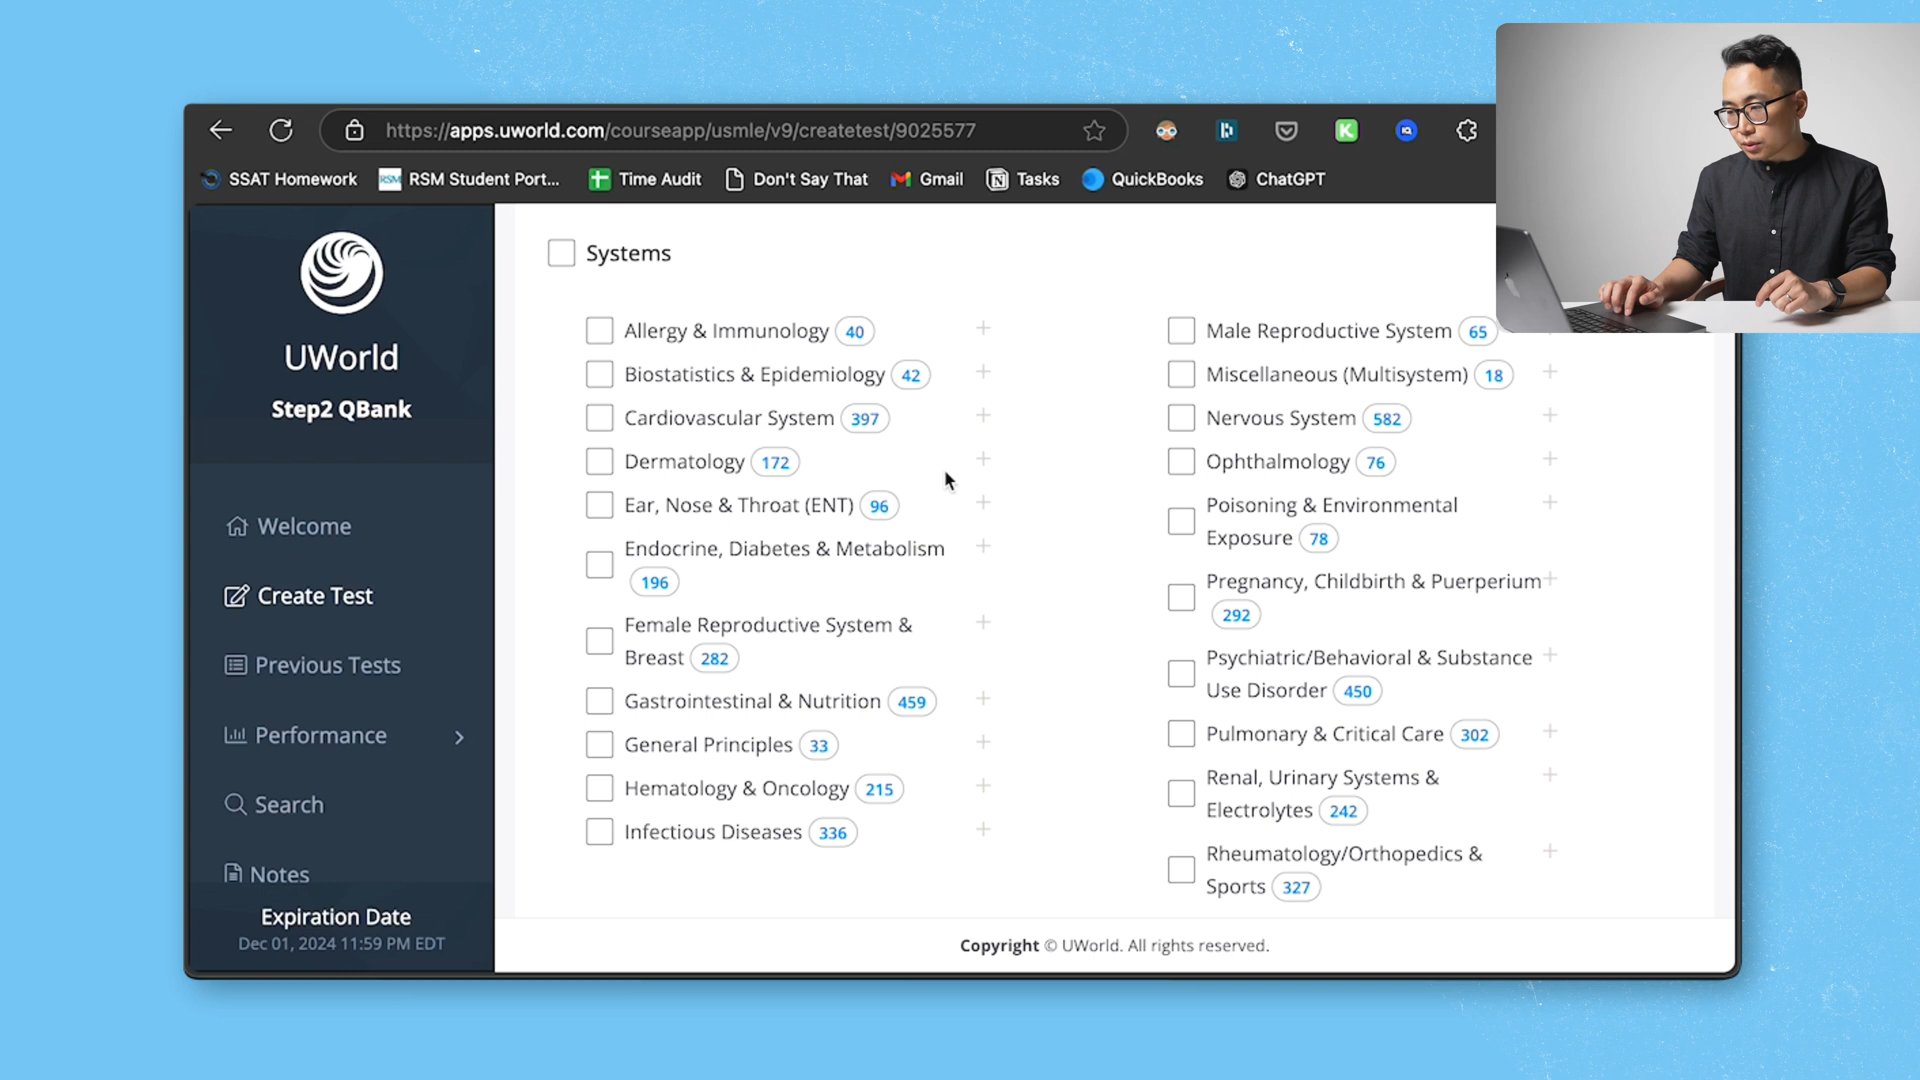 https://apps.uworld.com/courseapp/usmle/v9/createtest/9025577
SSAT Homework
RSM
RSM Student Port...
Time Audit
Don't Say That
Gmail
Tasks
QuickBooks
ChatGPT
UWorld
Step2 QBank
Welcome
Create Test
Previous Tests
Performance
Search
Notes
Expiration Date
Dec 01, 2024 11:59 PM EDT
Systems
Allergy & Immunology 40
Biostatistics & Epidemiology 42
Cardiovascular System 397
Dermatology 172
Ear, Nose & Throat (ENT) 96
Endocrine, Diabetes & Metabolism
196
Female Reproductive System &
Breast 282
Gastrointestinal & Nutrition 459
General Principles 33
Hematology & Oncology 215
Infectious Diseases 336
Male Reproductive System 65
Miscellaneous (Multisystem) 18
Nervous System 582
Ophthalmology 76
Poisoning & Environmental
Exposure 78
Pregnancy, Childbirth & Puerperium
292
Psychiatric/Behavioral & Substance
Use Disorder 450
Pulmonary & Critical Care 302
Renal, Urinary Systems &
Electrolytes 242
Rheumatology/Orthopedics &
Sports 327
Copyright © UWorld. All rights reserved.